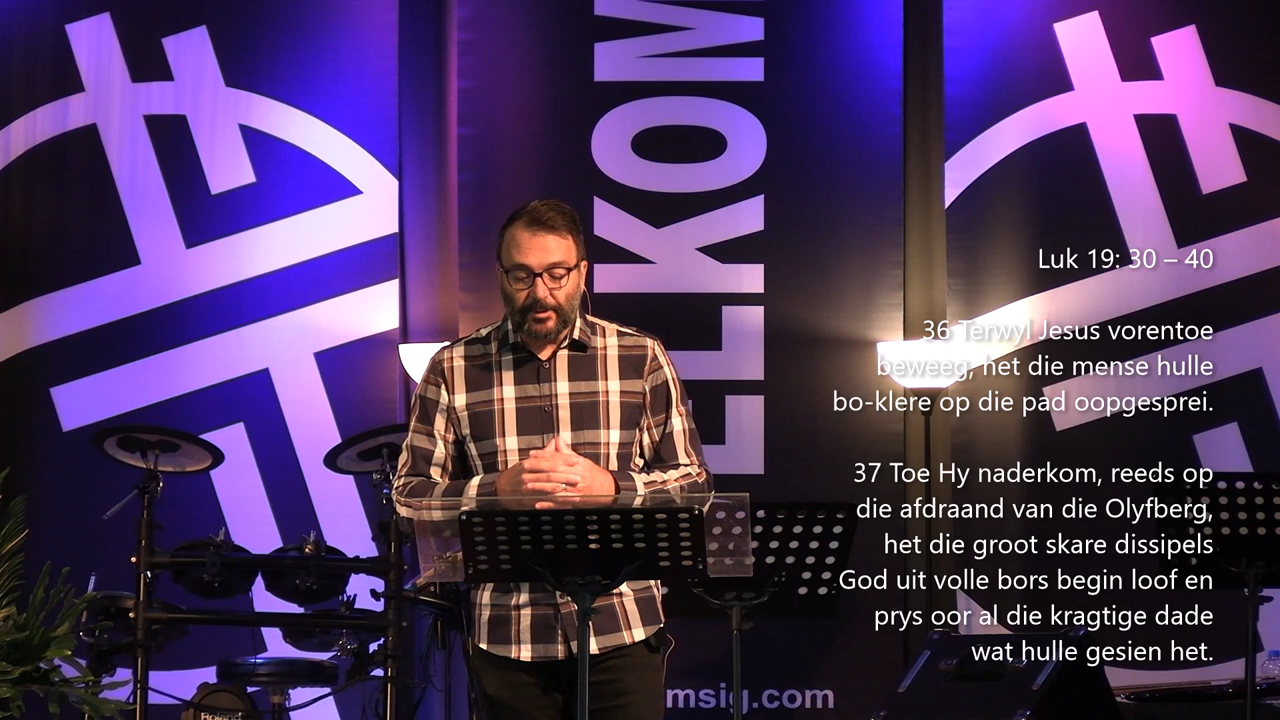 ELKOM
Luk 19: 30 – 40
36 Terwyl Jesus vorentoe
beweeg, het die mense hulle
bo-klere op die pad oopgesprei.
37 Toe Hy naderkom, reeds op
die afdraand van die Olyfberg,
het die groot skare dissipels
God uit volle bors begin loof en
prys oor al die kragtige dade
wat hulle gesien het.
msig.com
Roland